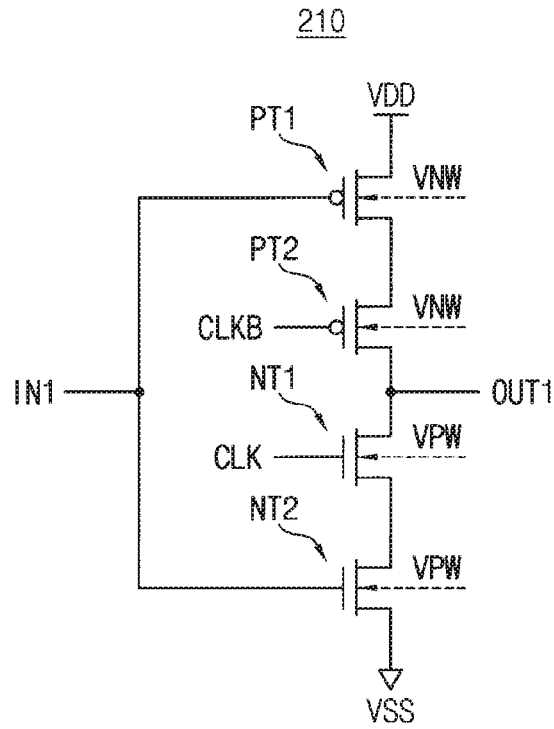 210
VDD
PT1
VNW
PT2
VNW
CLKB
IN1
OUT1
NT1
VPW
CLK
NT2
VPW
VSS